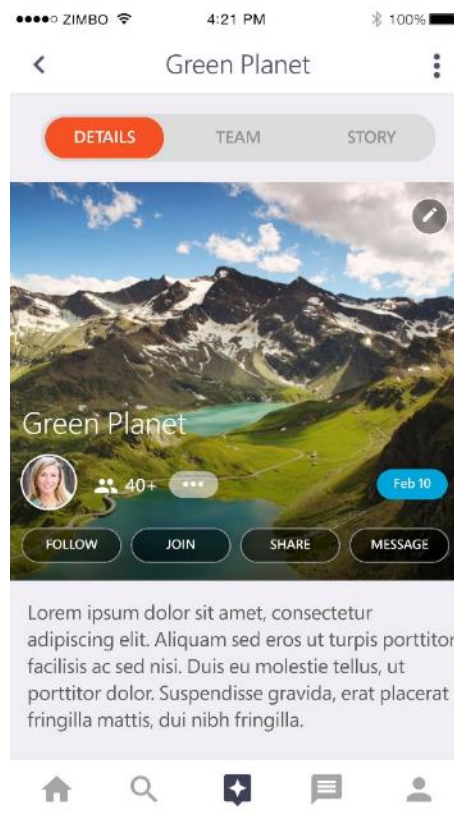 ZIMBO 4:21 PM 100%
Green Planet
DETAILS TEAM STORY
Green Planet
40+ Feb 10
FOLLOW JOIN SHARE MESSAGE
Lorem ipsum dolor sit amet, consectetur
adipiscing elit. Aliquam sed eros ut turpis porttitor
facilisis ac sed nisi. Duis eu molestie tellus, ut
porttitor dolor. Suspendisse gravida, erat placerat
fringilla mattis, dui nibh fringilla.